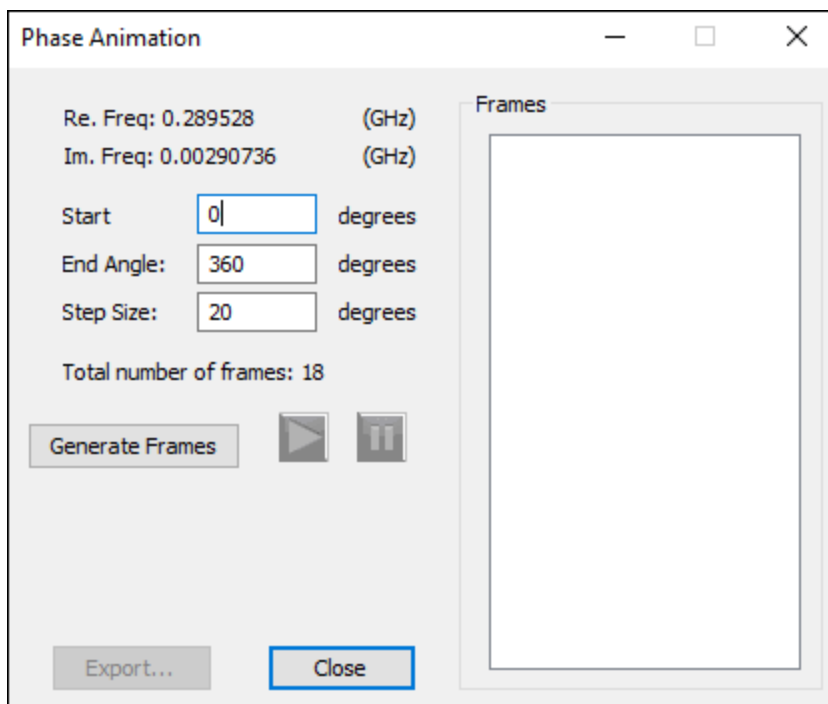 Phase Animation
Re. Freq: 0.289528 (GHz)
Im. Freq: 0.00290736 (GHz)
Start 0 degrees
End Angle: 360 degrees
Step Size: 20 degrees
Total number of frames: 18
Generate Frames
Export... Close
Frames